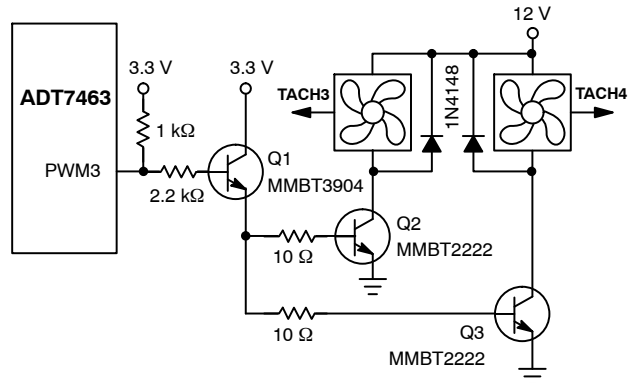 12 V
3.3 V
3.3 V
ADT7463
TACH3
1N4148
TACH4
1 kΩ
Q1
PWM3
2.2 kΩ
MMBT3904
Q2
MMBT2222
10 Ω
10 Ω
Q3
MMBT2222